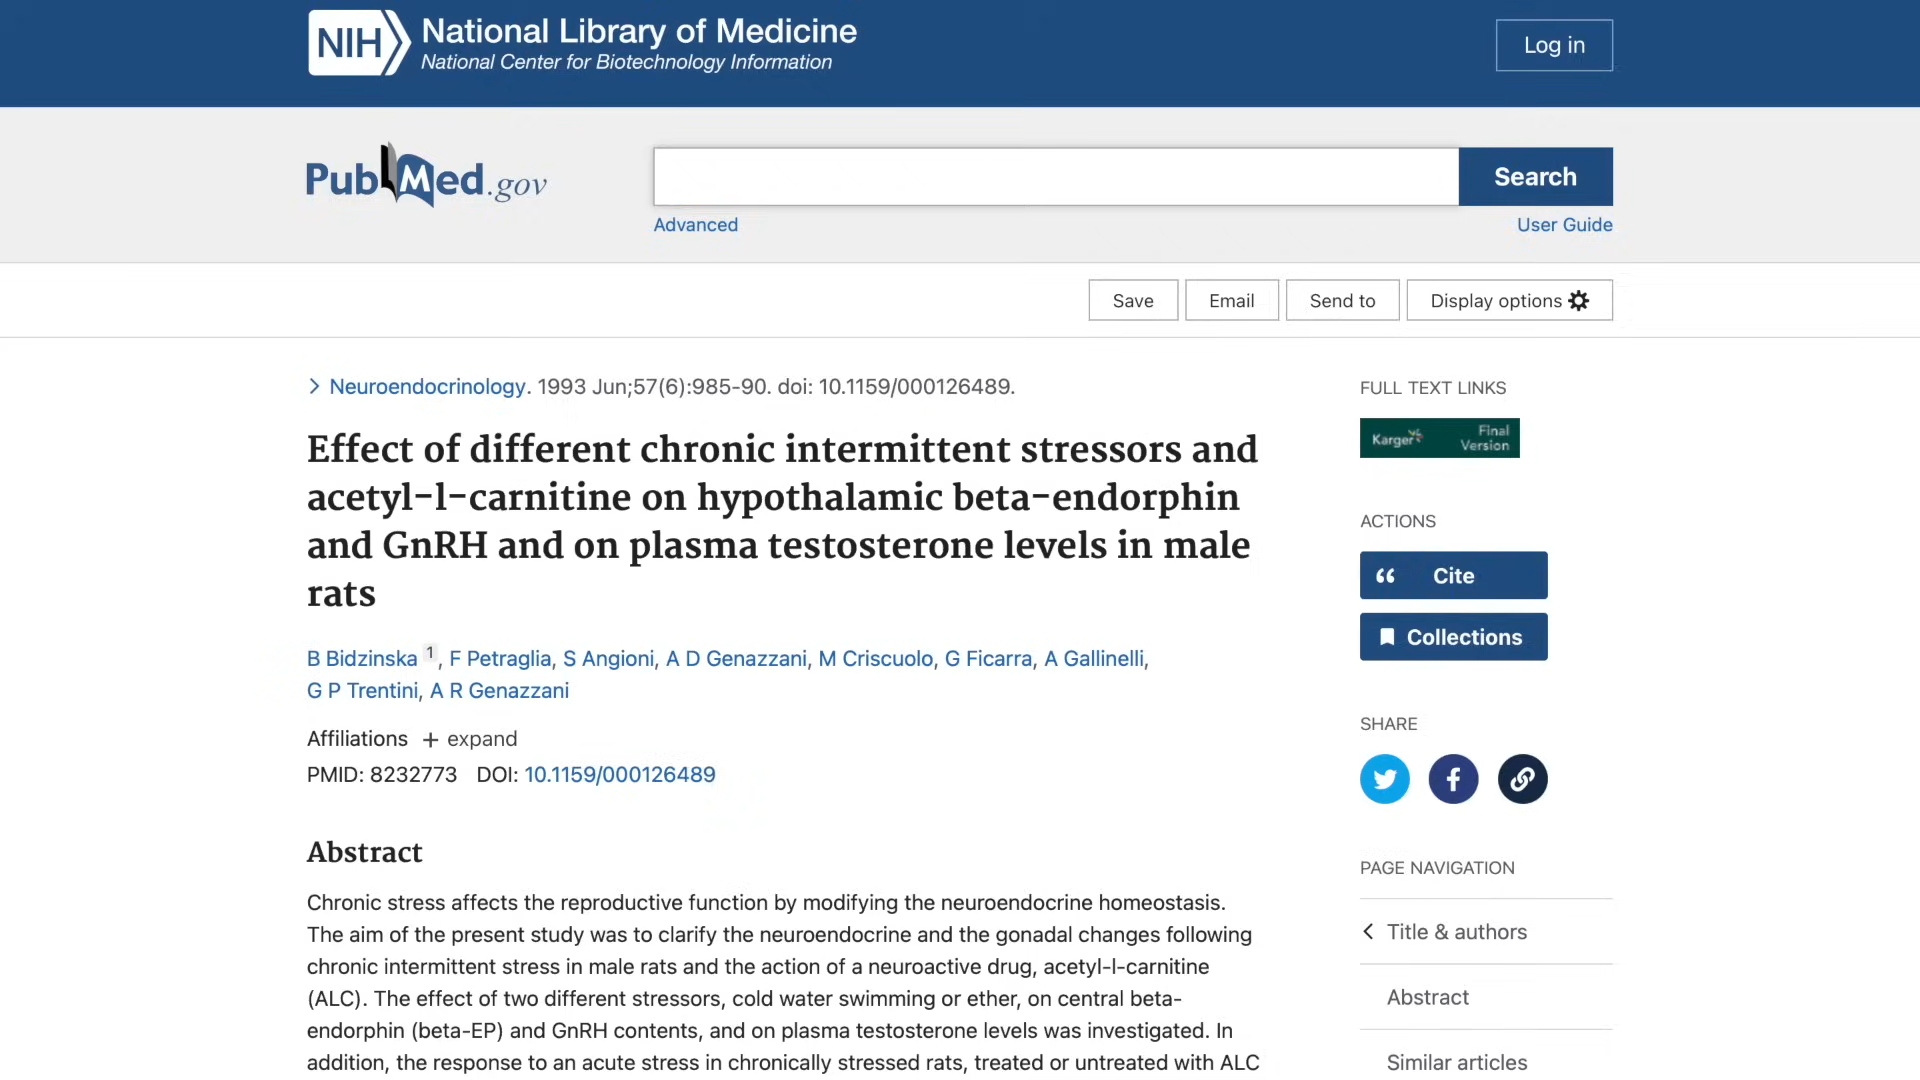 NIH National Library of Medicine
National Center for Biotechnology Information
Log in
PubMed.gov
Search
Advanced
User Guide
Save
Email
Send to
Display options
Neuroendocrinology. 1993 Jun;57(6):985-90. doi: 10.1159/000126489.
Effect of different chronic intermittent stressors and
acetyl-l-carnitine on hypothalamic beta-endorphin
and GnRH and on plasma testosterone levels in male
rats
B Bidzinska 1, F Petraglia, S Angioni, A D Genazzani, M Criscuolo, G Ficarra, A Gallinelli,
G P Trentini, A R Genazzani
Affiliations + expand
PMID: 8232773 DOI: 10.1159/000126489
Abstract
Chronic stress affects the reproductive function by modifying the neuroendocrine homeostasis.
The aim of the present study was to clarify the neuroendocrine and the gonadal changes following
chronic intermittent stress in male rats and the action of a neuroactive drug, acetyl-l-carnitine
(ALC). The effect of two different stressors, cold water swimming or ether, on central beta-
endorphin (beta-EP) and GnRH contents, and on plasma testosterone levels was investigated. In
addition, the response to an acute stress in chronically stressed rats, treated or untreated with ALC
FULL TEXT LINKS
Karger Final
Version
ACTIONS
Cite
Collections
SHARE
PAGE NAVIGATION
Title & authors
Abstract
Similar articles